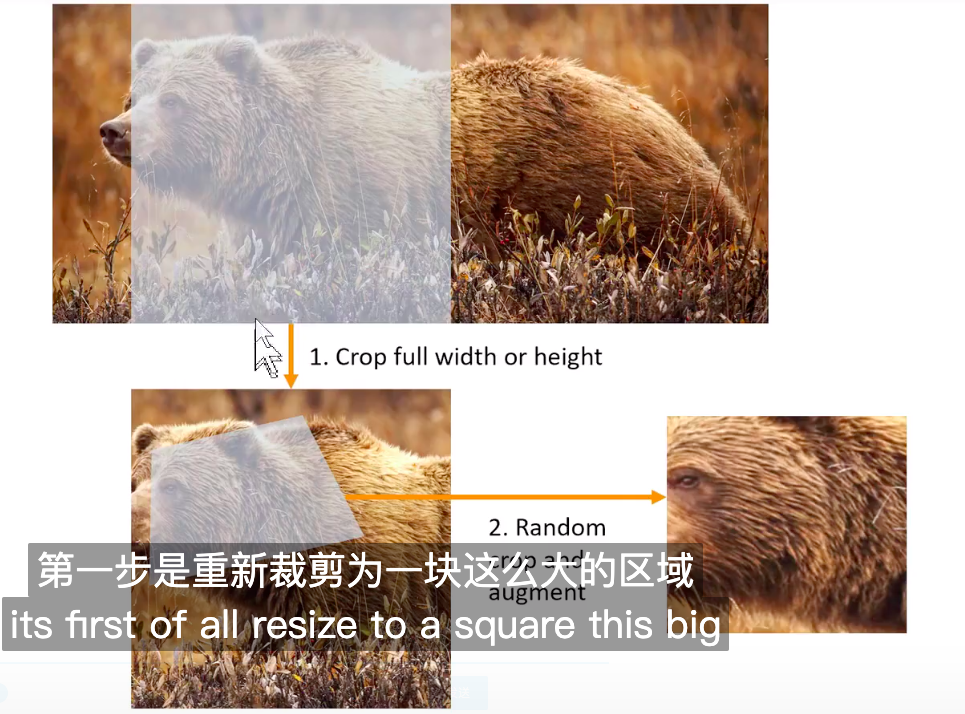 1. Crop full width or height
2. Random
crop and
augment
第一步是重新裁剪为一块这么大的区域
its first of all resize to a square this big